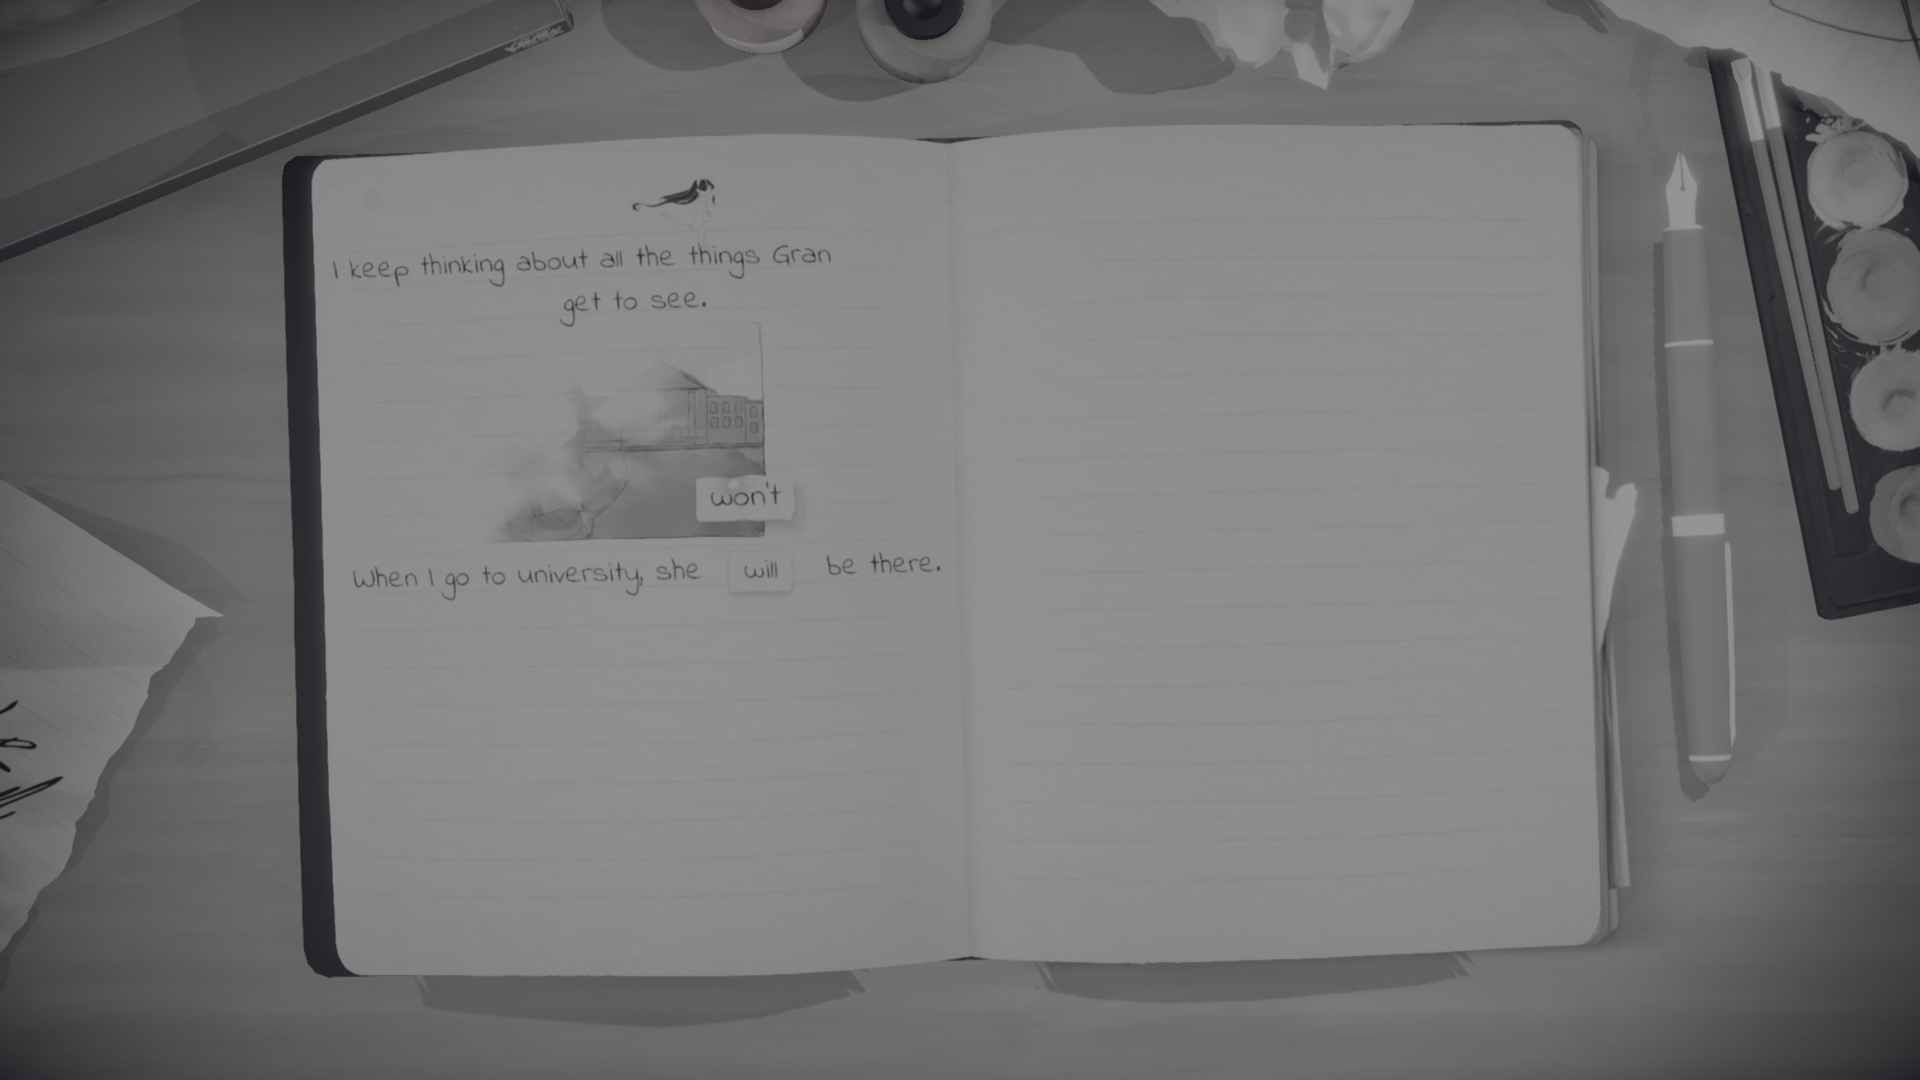 I keep thinking about all the things Gran
get to see.
won't
When I go to university, she will be there.